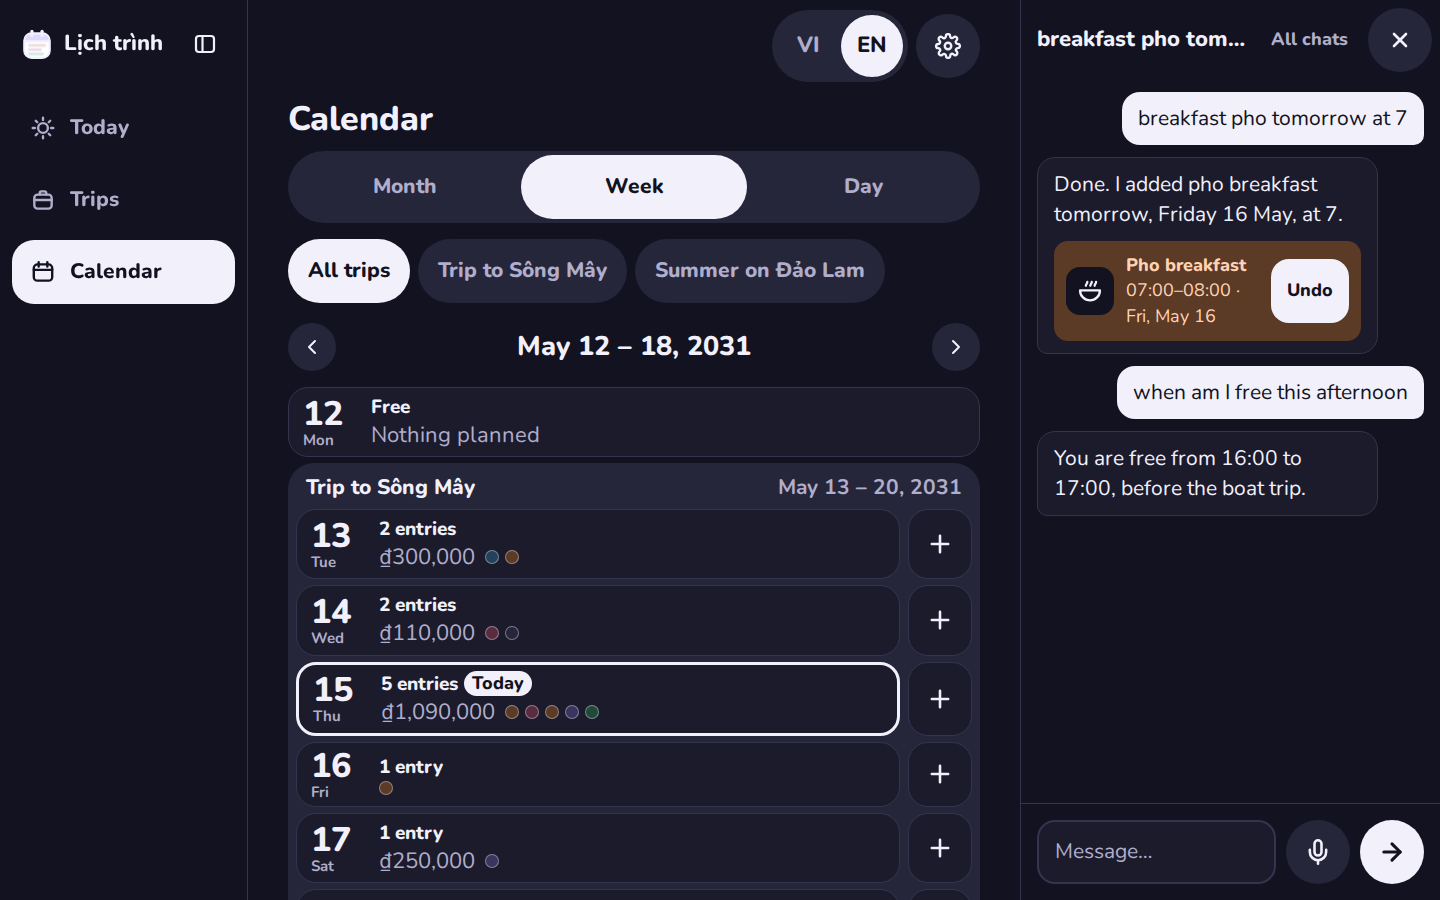 Lịch trình
Today
Trips
Calendar
VI
EN
Calendar
Month
Week
Day
All trips
Trip to Sông Mây
Summer on Đảo Lam
May 12 – 18, 2031
12
Mon
Free
Nothing planned
Trip to Sông Mây
May 13 – 20, 2031
13
Tue
2 entries
₫300,000
14
Wed
2 entries
₫110,000
15
Thu
5 entries
Today
₫1,090,000
16
Fri
1 entry
17
Sat
1 entry
₫250,000
breakfast pho tom...
All chats
breakfast pho tomorrow at 7
Done. I added pho breakfast
tomorrow, Friday 16 May, at 7.
Pho breakfast
07:00–08:00 ·
Fri, May 16
Undo
when am I free this afternoon
You are free from 16:00 to
17:00, before the boat trip.
Message...